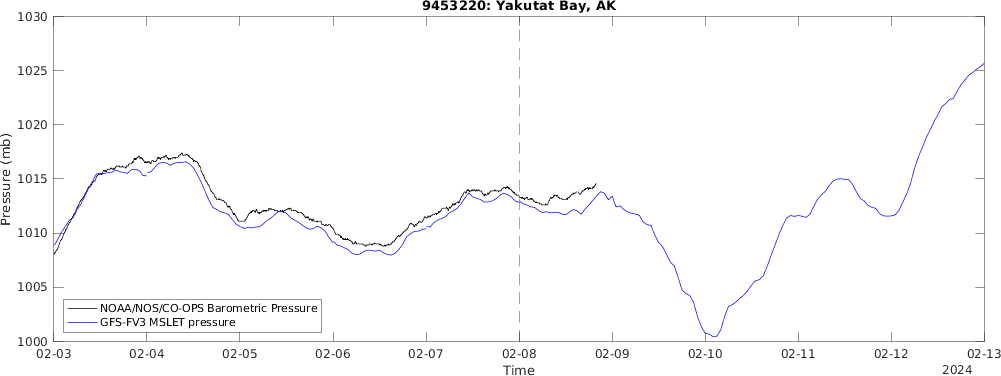 9453220: Yakutat Bay, AK
Pressure (mb)
1030
1025
1020
1015
1010
1005
1000
NOAA/NOS/CO-OPS Barometric Pressure
GFS-FV3 MSLET pressure
02-03 02-04 02-05 02-06 02-07 02-08 02-09 02-10 02-11 02-12 02-13
Time
2024